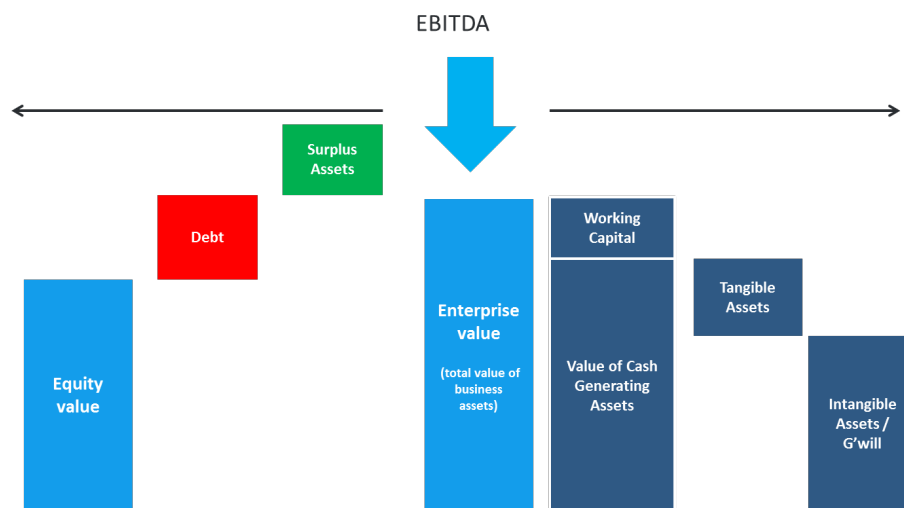 EBITDA
Surplus
Assets
Debt
Equity
value
Enterprise
value
(total value of
business
assets)
Working
Capital
Value of Cash
Generating
Assets
Tangible
Assets
Intangible
Assets /
G'will